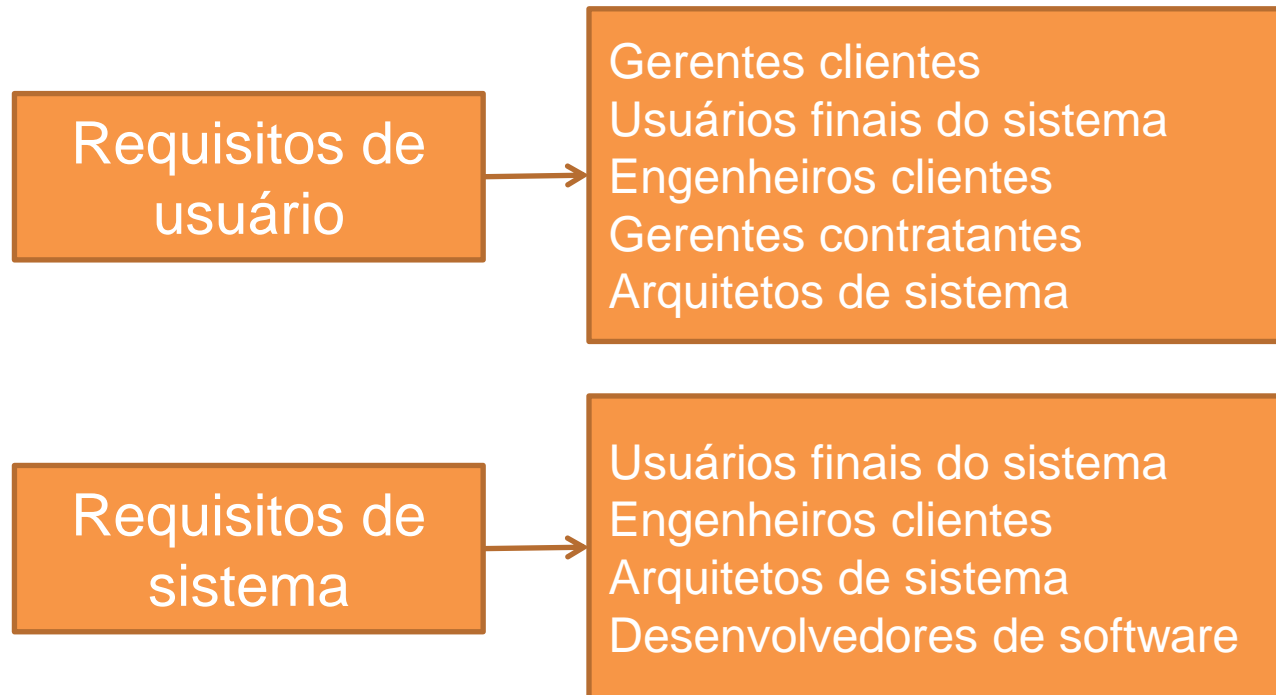 Requisitos de
usuário
Gerentes clientes
Usuários finais do sistema
Engenheiros clientes
Gerentes contratantes
Arquitetos de sistema
Requisitos de
sistema
Usuários finais do sistema
Engenheiros clientes
Arquitetos de sistema
Desenvolvedores de software